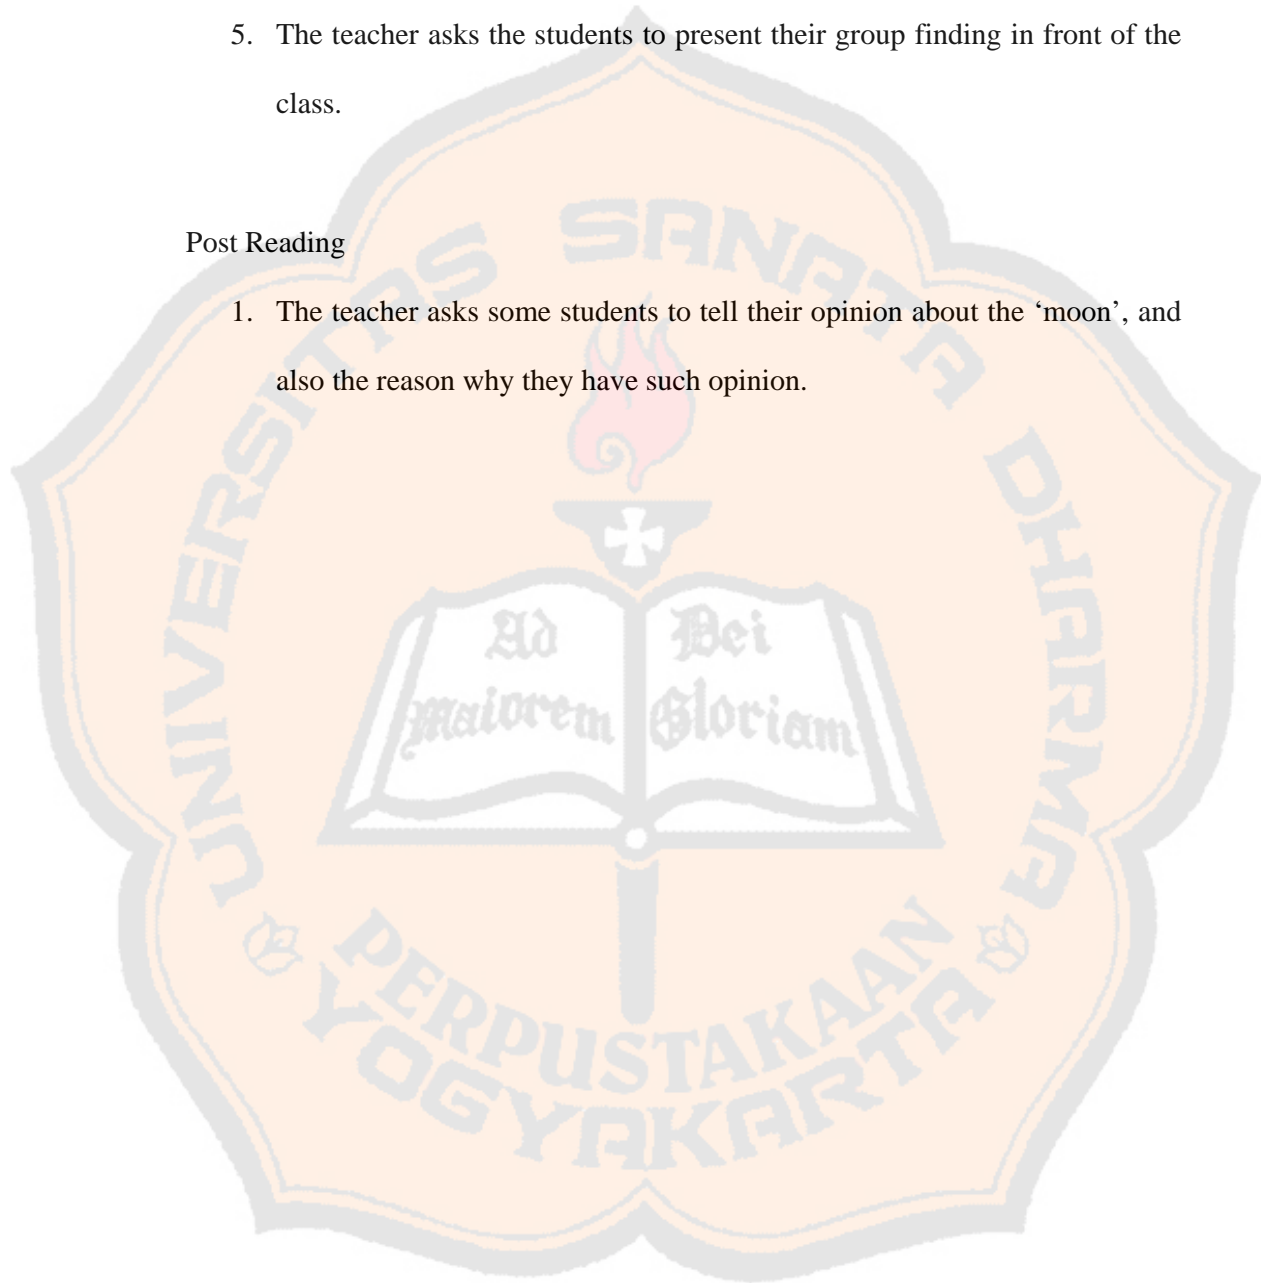 5. The teacher asks the students to present their group finding in front of the
class.
Post Reading
1. The teacher asks some students to tell their opinion about the ‘moon’, and
also the reason why they have such opinion.
UNIVERSITAS SANATA DHARMA
Ad
maiorem
Dei
Gloriam
PERPUSTAKAAN
YOGYAKARTA